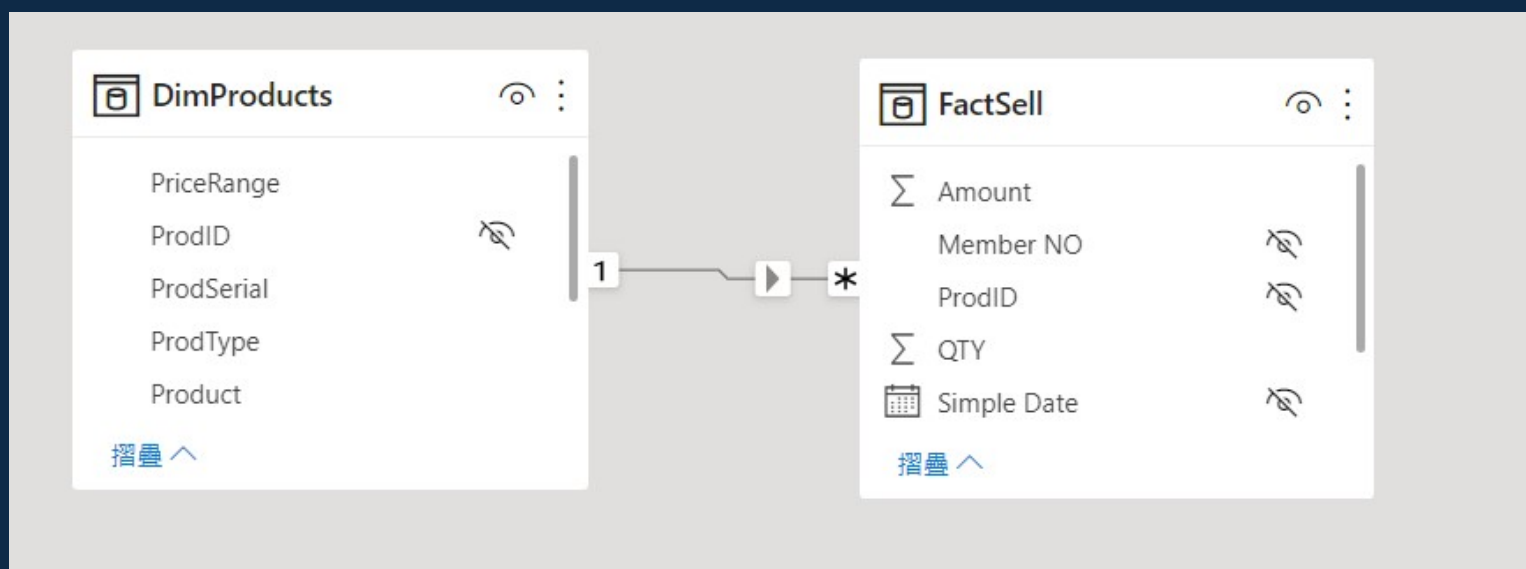 DimProducts
PriceRange
ProdID
ProdSerial
ProdType
Product
摺疊
1
*
FactSell
Amount
Member NO
ProdID
QTY
Simple Date
摺疊